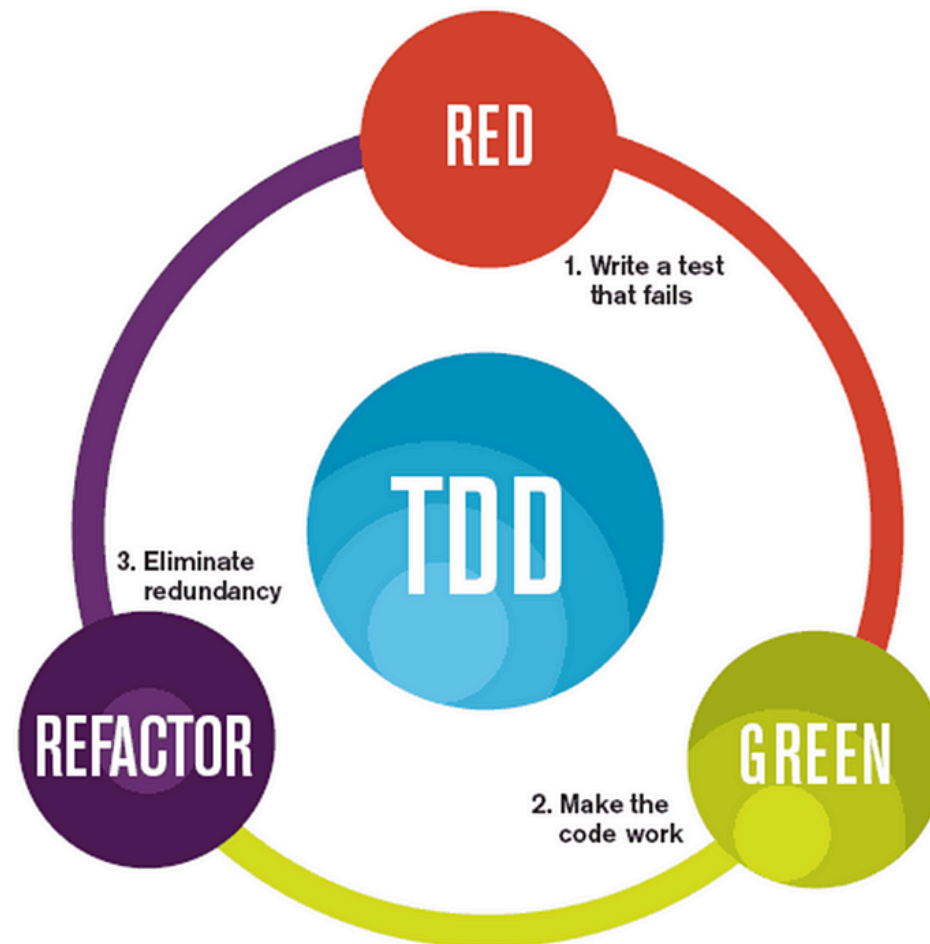 RED
1. Write a test
that fails
TDD
3. Eliminate
redundancy
REFACTOR
GREEN
2. Make the
code work